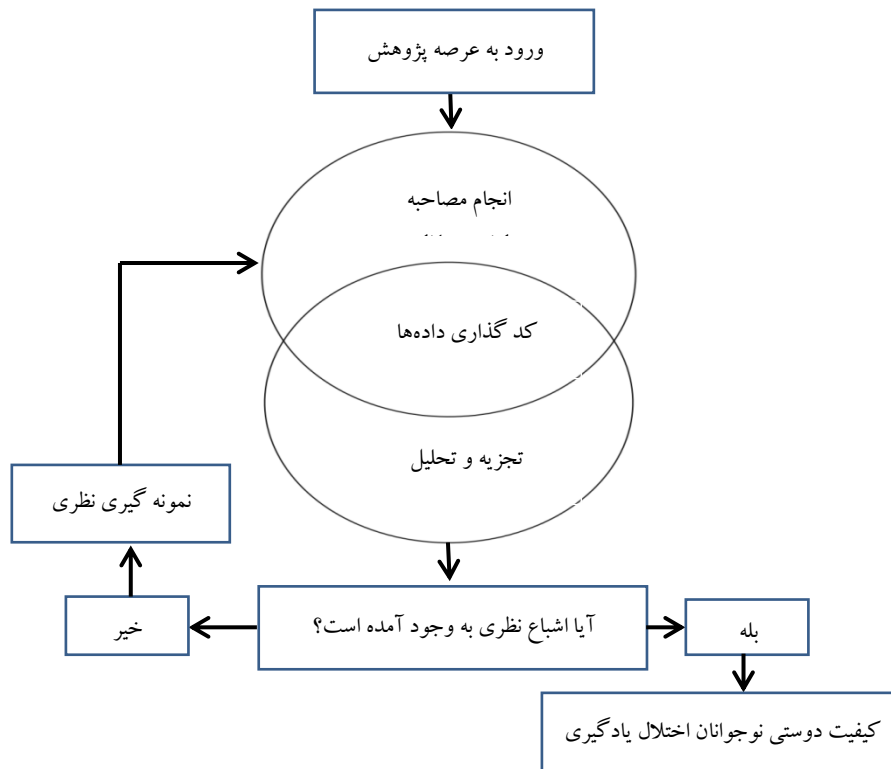 ورود به عرصه پژوهش
انجام مصاحبه
کد گذاری داده‌ها
تجزیه و تحلیل
نمونه گیری نظری
آیا اشباع نظری به وجود آمده است؟
خیر
بله
کیفیت دوستی نوجوانان اختلال یادگیری